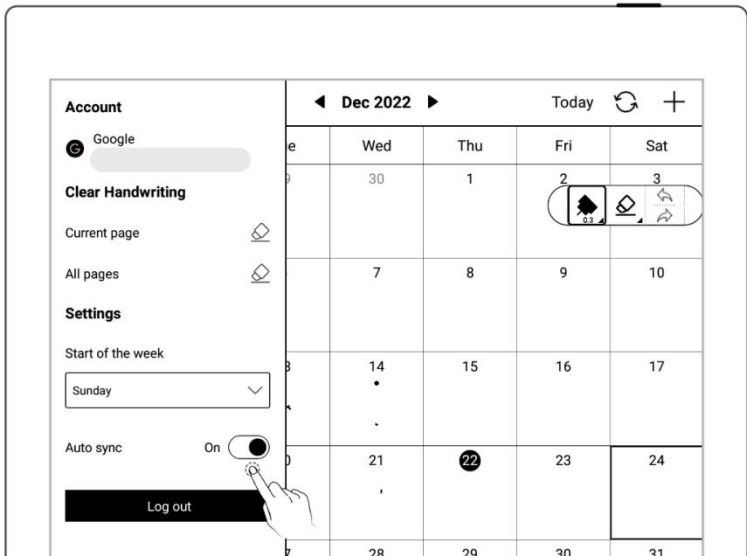 Account
Google
Clear Handwriting
Current page
All pages
Settings
Start of the week
Sunday
Auto sync On
Log out
Dec 2022 Today
e Wed Thu Fri Sat
30 1 2 3
0.3
7 8 9 10
14 15 16 17
21 22 23 24
28 29 30 31